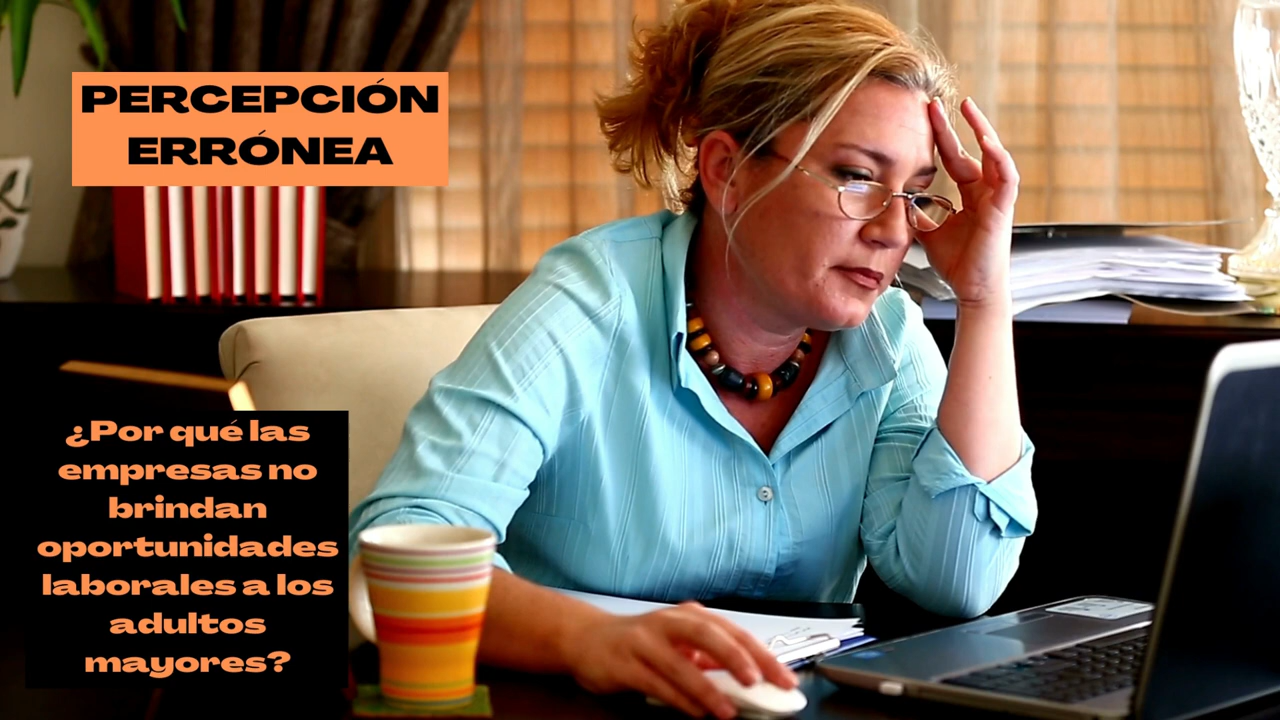 PERCEPCIÓN
ERRÓNEA
¿Por qué las
empresas no
brindan
oportunidades
laborales a los
adultos
mayores?